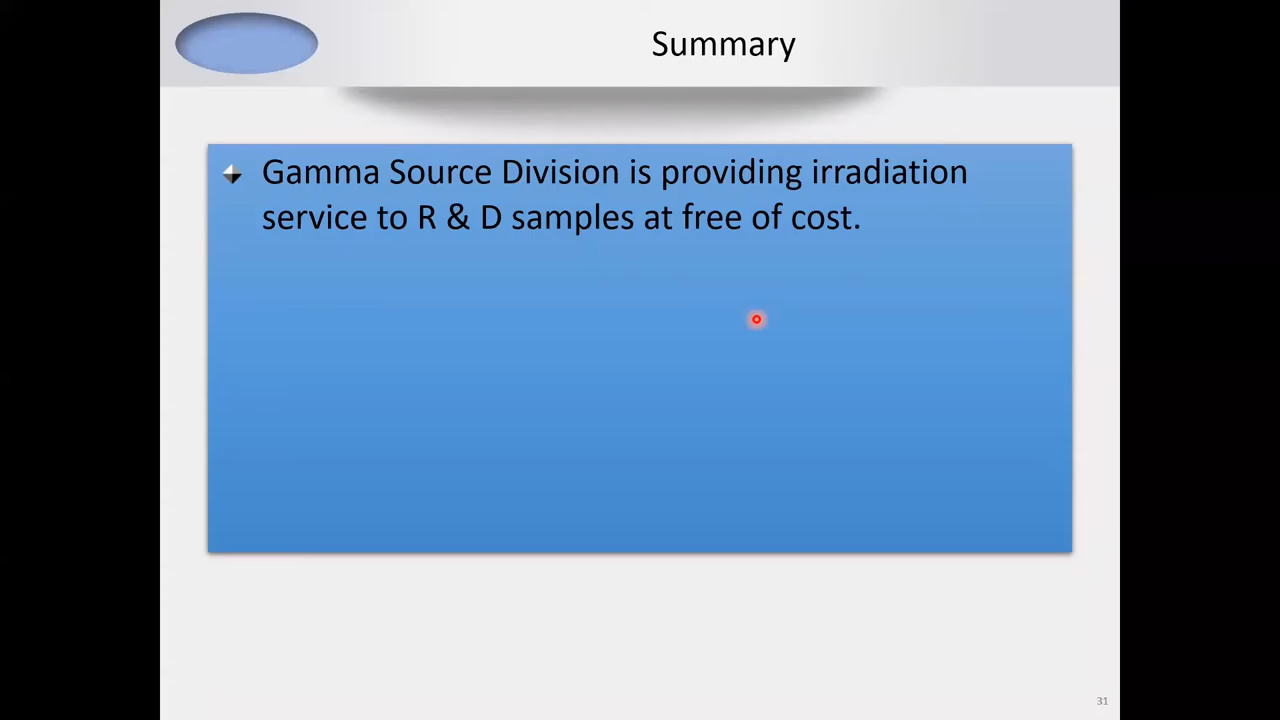 Summary
Gamma Source Division is providing irradiation
service to R & D samples at free of cost.
31